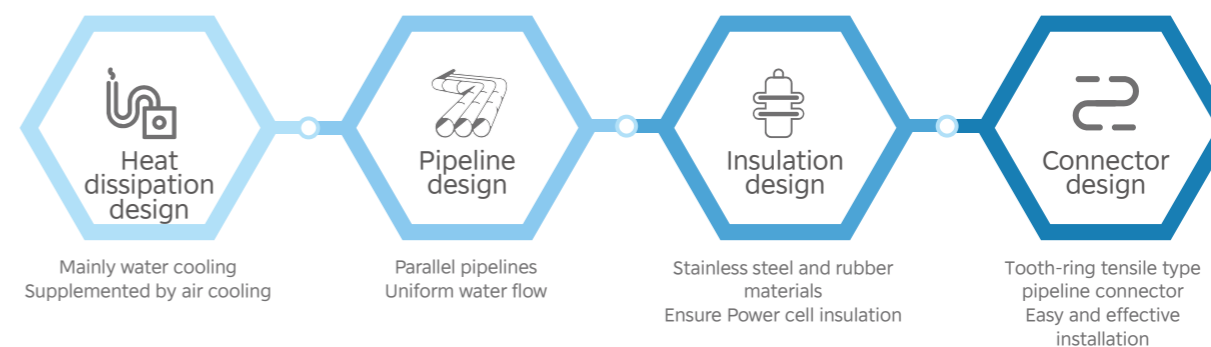 Heat
dissipation
design
Pipeline
design
Insulation
design
Connector
design
Mainly water cooling
Supplemented by air cooling
Parallel pipelines
Uniform water flow
Stainless steel and rubber
materials
Ensure Power cell insulation
Tooth-ring tensile type
pipeline connector
Easy and effective
installation